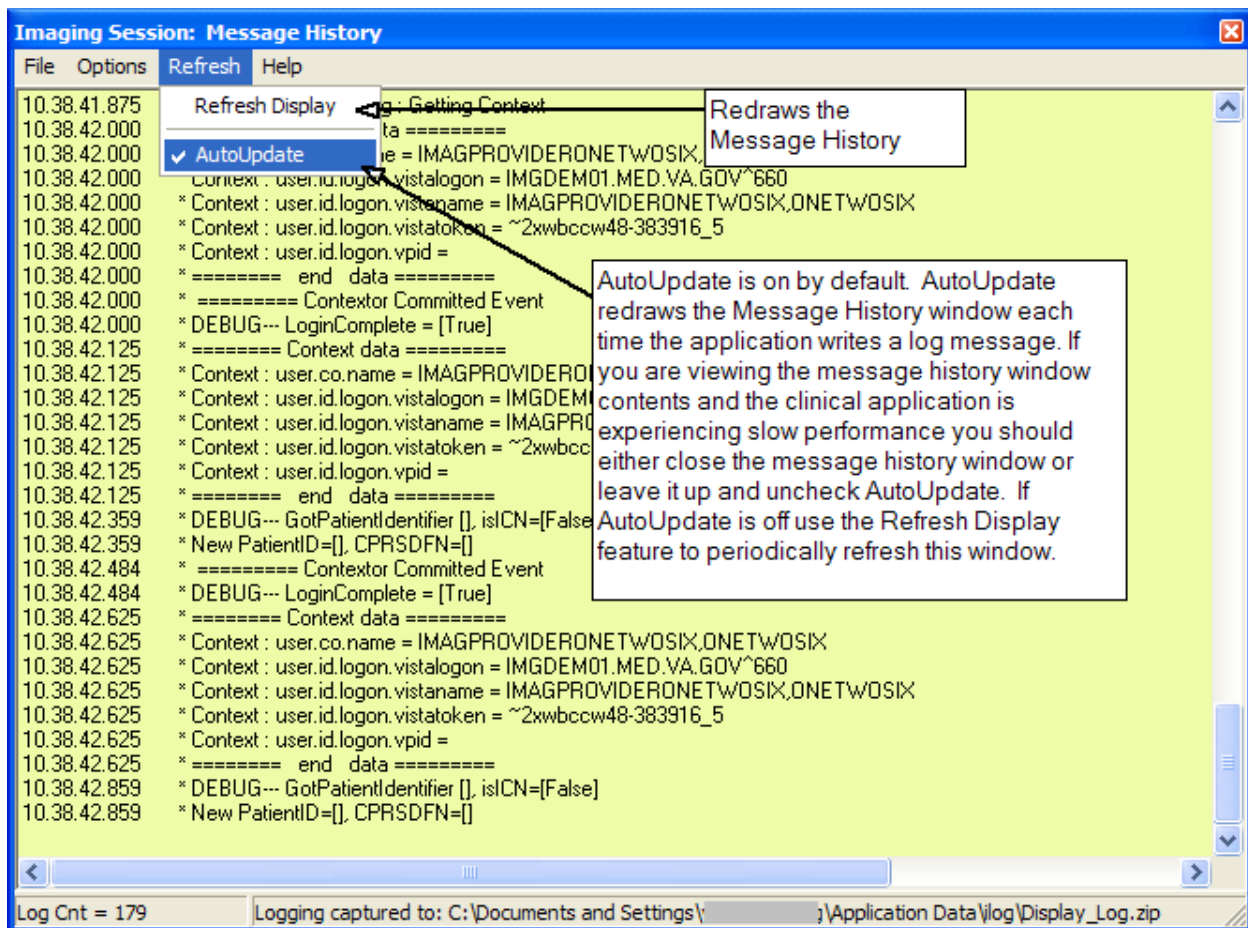 Imaging Session: Message History
File Options Refresh Help
Refresh Display
AutoUpdate
Redraws the
Message History
AutoUpdate is on by default. AutoUpdate
redraws the Message History window each
time the application writes a log message. If
you are viewing the message history window
contents and the clinical application is
experiencing slow performance you should
either close the message history window or
leave it up and uncheck AutoUpdate. If
AutoUpdate is off use the Refresh Display
feature to periodically refresh this window.
10.38.41.875 : Getting Context
10.38.42.000 ta =========
10.38.42.000 = IMAGPROVIDERONETWOSIX,
10.38.42.000 Context : user.id.logon.vistalogon = IMGDEM01.MED.VA.GOV^660
10.38.42.000 * Context : user.id.logon.vistaname = IMAGPROVIDERONETWOSIX,ONETWOSIX
10.38.42.000 * Context : user.id.logon.vistatoken = ~2xwbccw48-383916_5
10.38.42.000 * Context : user.id.logon.vpid =
10.38.42.000 * ======== end data =========
10.38.42.000 * ========= Contextor Committed Event
10.38.42.000 * DEBUG--- LoginComplete = [True]
10.38.42.125 * ======== Context data =========
10.38.42.125 * Context : user.co.name = IMAGPROVIDERO
10.38.42.125 * Context : user.id.logon.vistalogon = IMGDEM
10.38.42.125 * Context : user.id.logon.vistaname = IMAGPR
10.38.42.125 * Context : user.id.logon.vistatoken = ~2xwbcc
10.38.42.125 * Context : user.id.logon.vpid =
10.38.42.125 * ======== end data =========
10.38.42.359 * DEBUG--- GotPatientIdentifier [], isICN=[False
10.38.42.359 * New PatientID=[], CPRSDFN=[]
10.38.42.484 * ========= Contextor Committed Event
10.38.42.484 * DEBUG--- LoginComplete = [True]
10.38.42.625 * ======== Context data =========
10.38.42.625 * Context : user.co.name = IMAGPROVIDERONETWOSIX,ONETWOSIX
10.38.42.625 * Context : user.id.logon.vistalogon = IMGDEM01.MED.VA.GOV^660
10.38.42.625 * Context : user.id.logon.vistaname = IMAGPROVIDERONETWOSIX,ONETWOSIX
10.38.42.625 * Context : user.id.logon.vistatoken = ~2xwbccw48-383916_5
10.38.42.625 * Context : user.id.logon.vpid =
10.38.42.625 * ======== end data =========
10.38.42.859 * DEBUG--- GotPatientIdentifier [], isICN=[False]
10.38.42.859 * New PatientID=[], CPRSDFN=[]
Log Cnt = 179
Logging captured to: C:\Documents and Settings\ \Application Data\ilog\Display_Log.zip